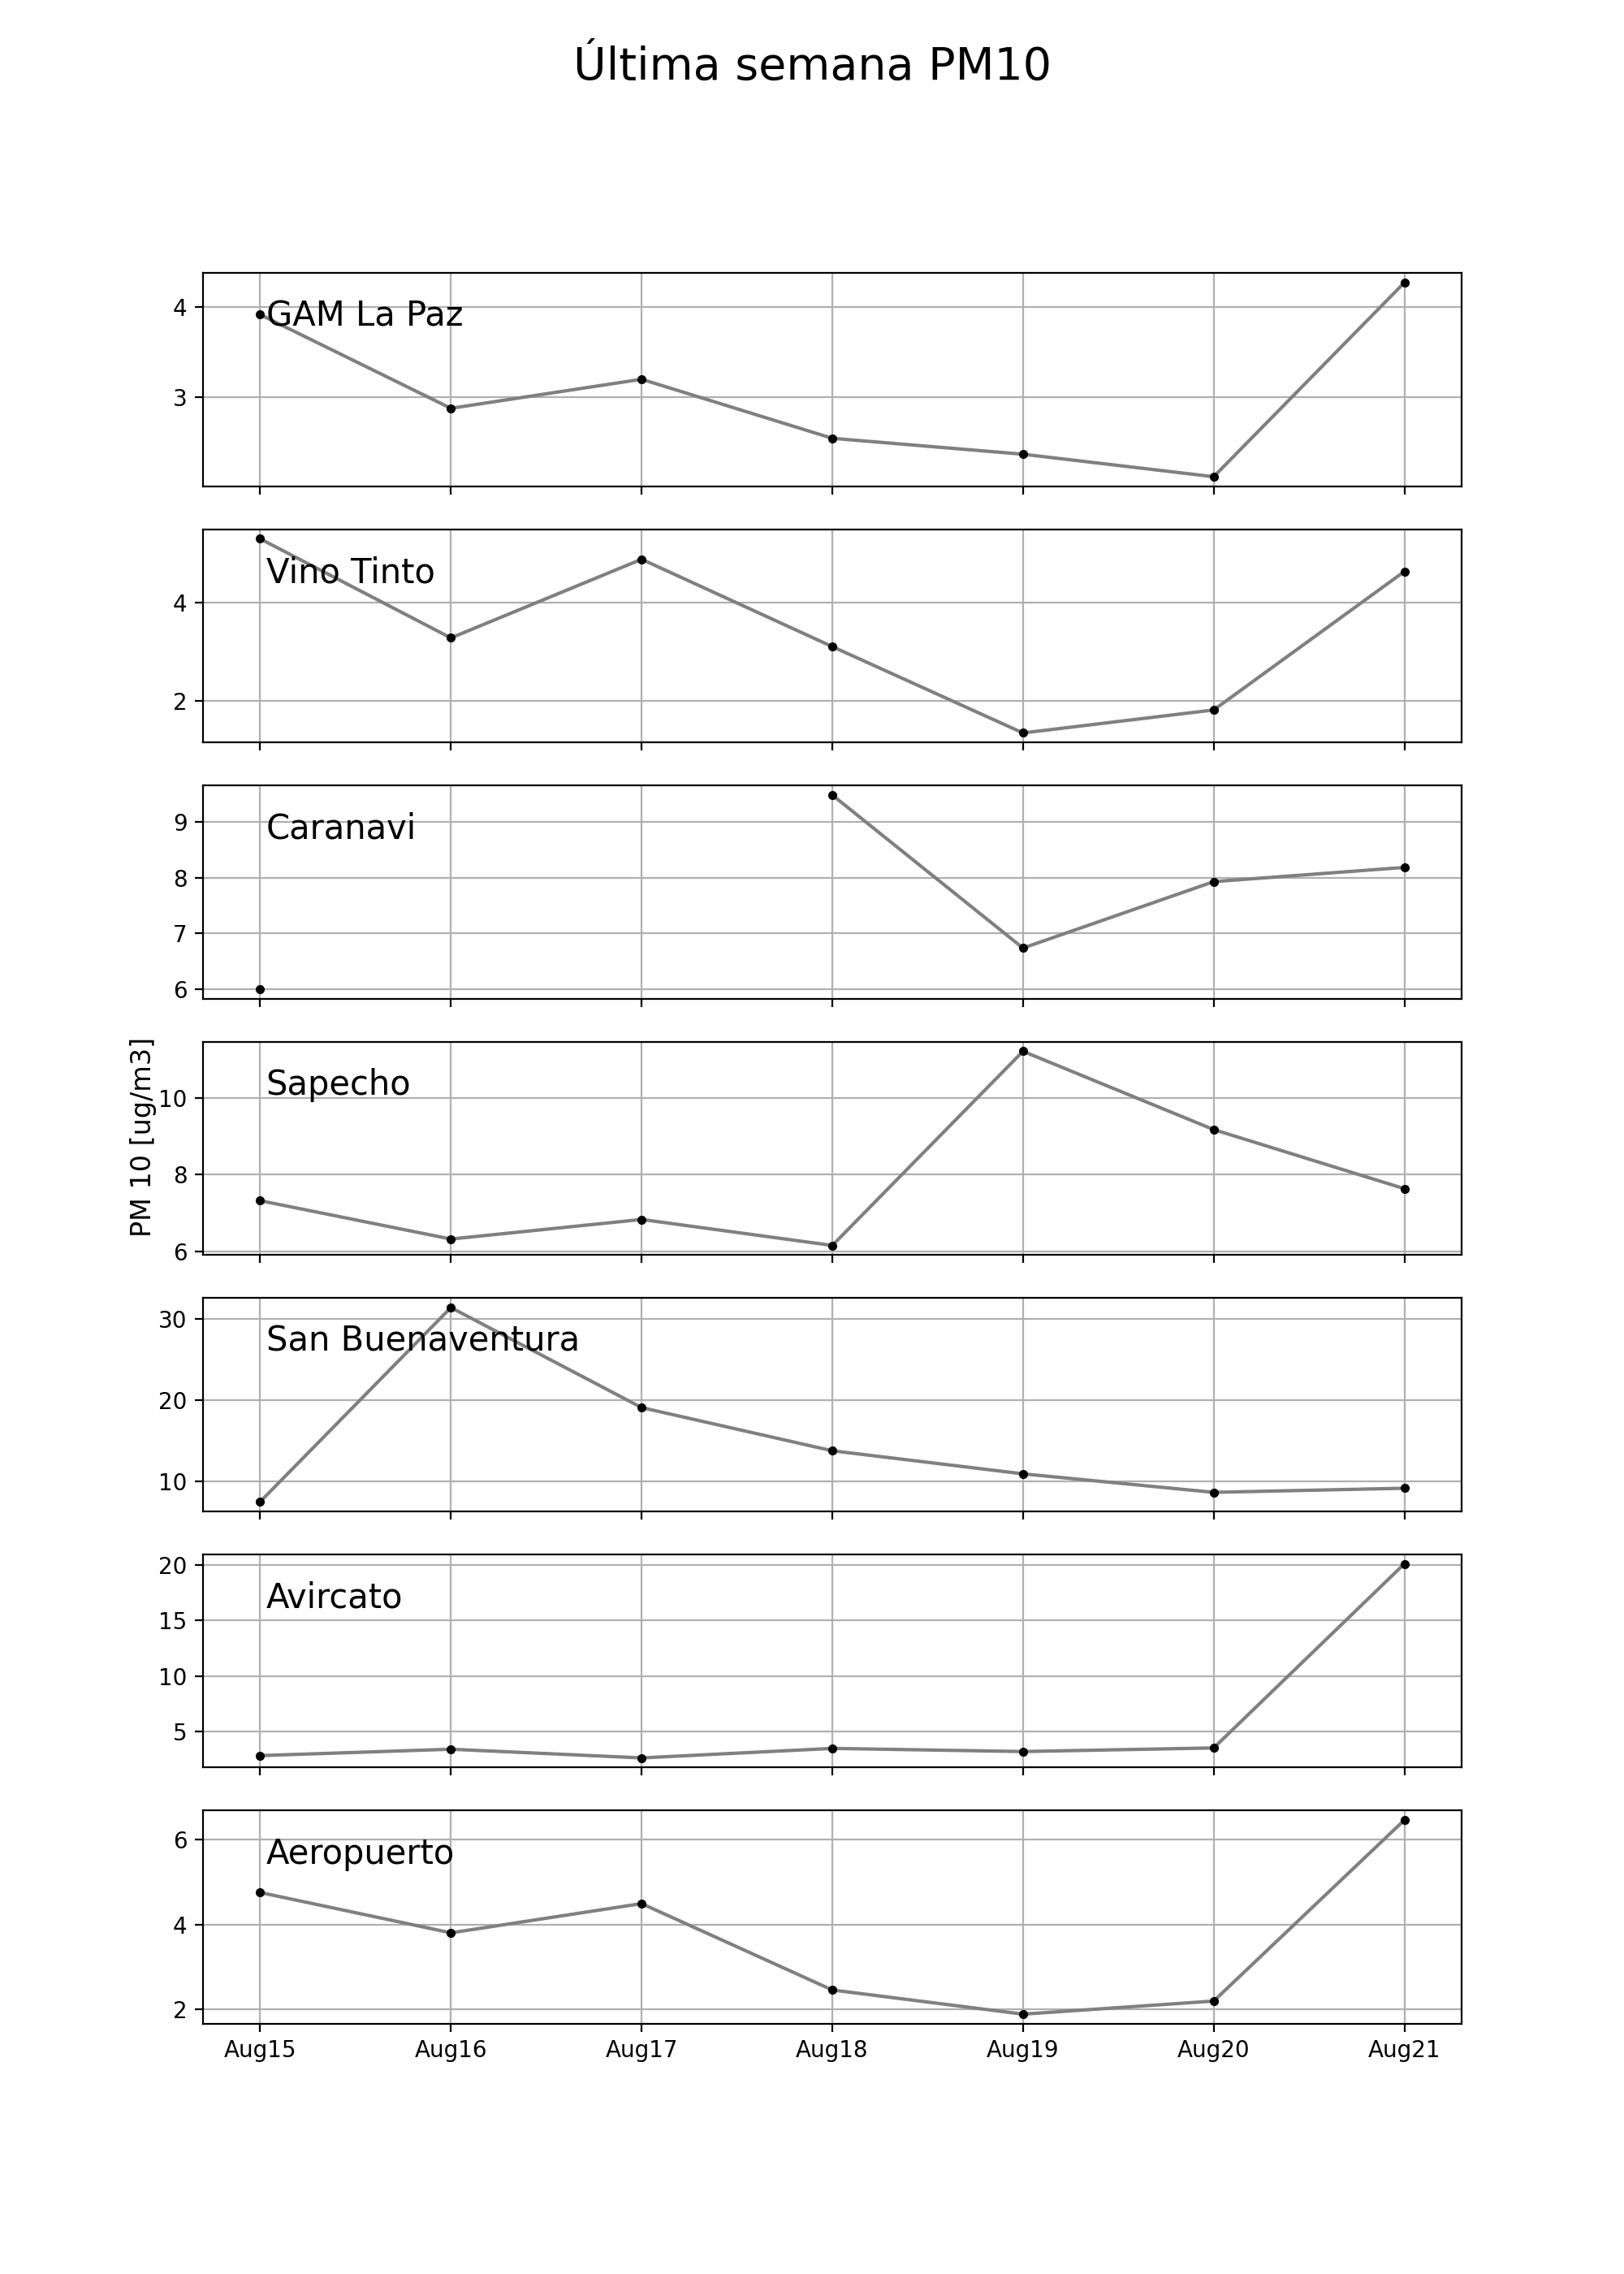 Última semana PM10
GAM La Paz
4
3
Vino Tinto
4
2
Caranavi
9
8
7
6
PM 10 [ug/m3]
Sapecho
10
8
6
San Buenaventura
30
20
10
Avircato
20
15
10
5
Aeropuerto
6
4
2
Aug15 Aug16 Aug17 Aug18 Aug19 Aug20 Aug21